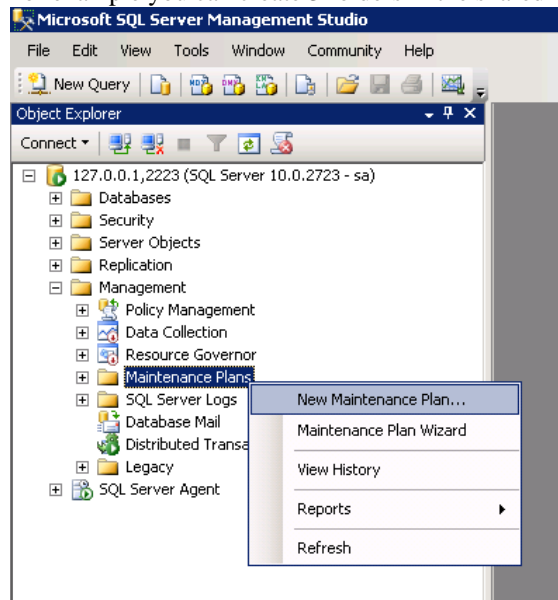 Microsoft SQL Server Management Studio
File Edit View Tools Window Community Help
New Query
Object Explorer
Connect
127.0.0.1,2223 (SQL Server 10.0.2723 - sa)
Databases
Security
Server Objects
Replication
Management
Policy Management
Data Collection
Resource Governor
Maintenance Plans
SQL Server Logs
Database Mail
Distributed Transa
Legacy
SQL Server Agent
New Maintenance Plan...
Maintenance Plan Wizard
View History
Reports
Refresh